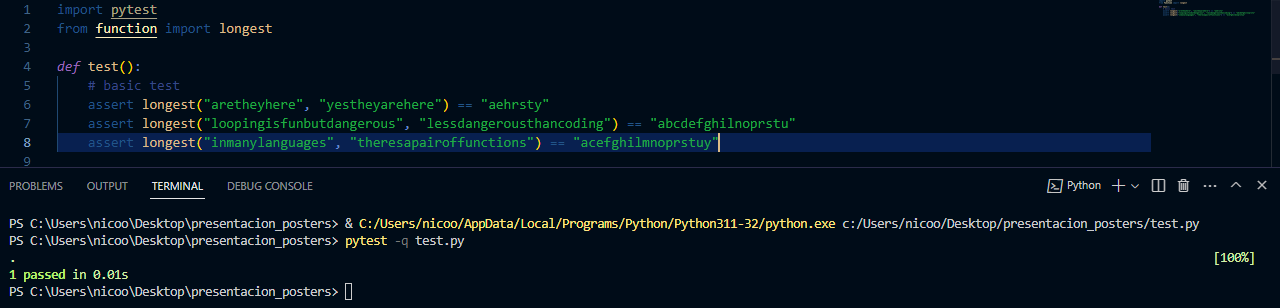 1 import pytest
2 from function import longest
3
4 def test():
5 # basic test
6 assert longest("aretheyhere", "yestheyarehere") == "aehrsty"
7 assert longest("loopingisfunbutdangerous", "lessdangerousthancoding") == "abcdefghilnoprstu"
8 assert longest("inmanylanguages", "theresapairoffunctions") == "acefghilmnoprstuy"
9
PROBLEMS OUTPUT TERMINAL DEBUG CONSOLE Python
PS C:\Users\nicoo\Desktop\presentacion_posters> & C:/Users/nicoo/AppData/Local/Programs/Python/Python311-32/python.exe c:/Users/nicoo/Desktop/presentacion_posters/test.py
PS C:\Users\nicoo\Desktop\presentacion_posters> pytest -q test.py
. [100%]
1 passed in 0.01s
PS C:\Users\nicoo\Desktop\presentacion_posters>